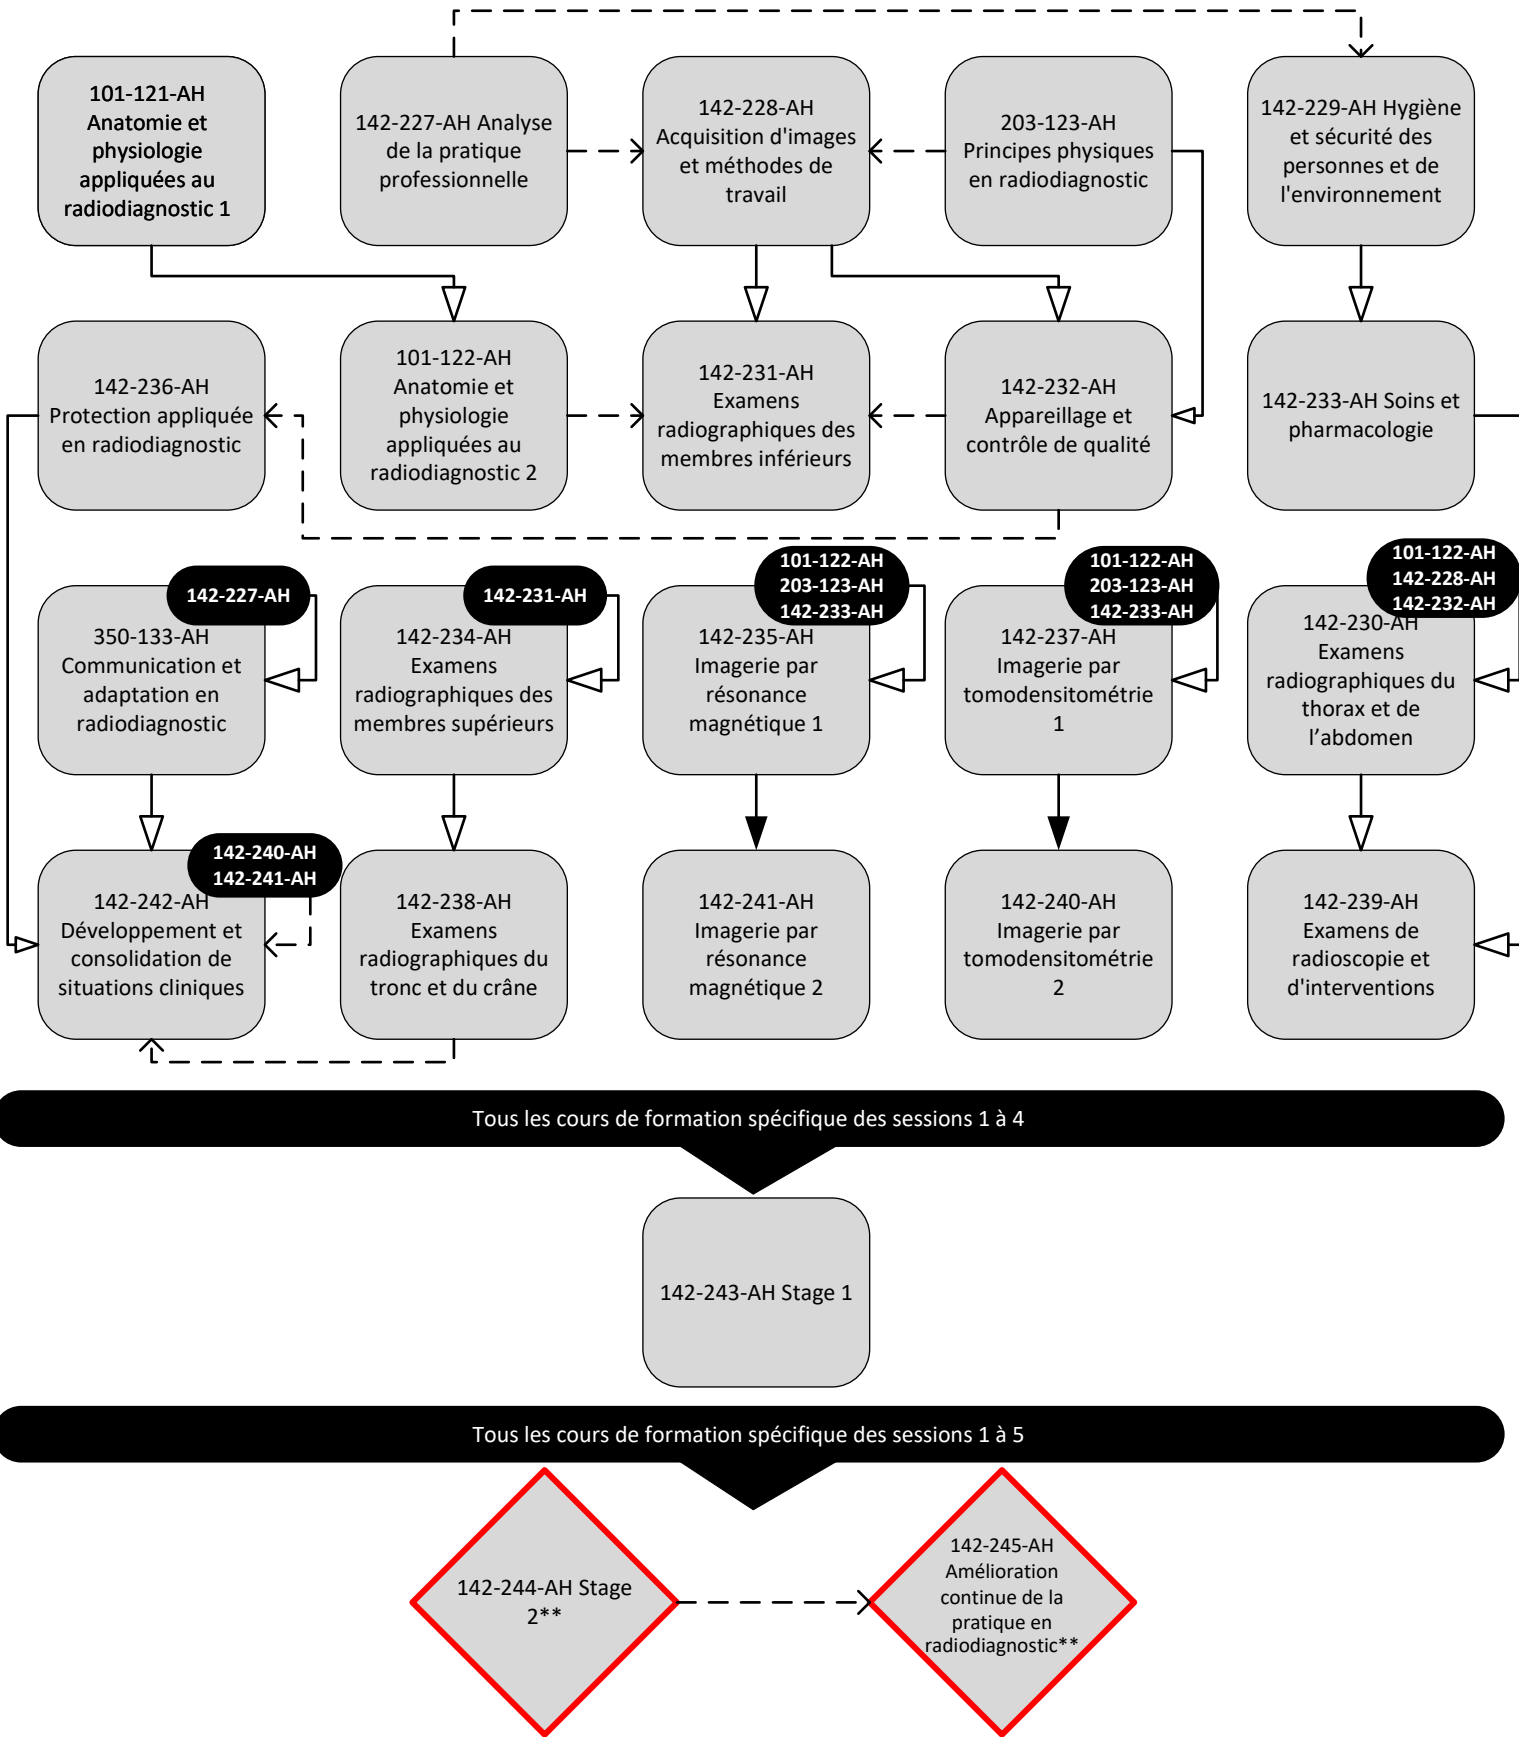 101-121-AH
Anatomie et
physiologie
appliquées au
radiodiagnostic 1
142-227-AH Analyse
de la pratique
professionnelle
142-228-AH
Acquisition d'images
et méthodes de
travail
203-123-AH
Principes physiques
en radiodiagnostic
142-229-AH Hygiène
et sécurité des
personnes et de
l'environnement
142-236-AH
Protection appliquée
en radiodiagnostic
101-122-AH
Anatomie et
physiologie
appliquées au
radiodiagnostic 2
142-231-AH
Examens
radiographiques des
membres inférieurs
142-232-AH
Appareillage et
contrôle de qualité
142-233-AH Soins et
pharmacologie
142-227-AH
350-133-AH
Communication et
adaptation en
radiodiagnostic
142-231-AH
142-234-AH
Examens
radiographiques des
membres supérieurs
101-122-AH
203-123-AH
142-233-AH
142-235-AH
Imagerie par
résonance
magnétique 1
101-122-AH
203-123-AH
142-233-AH
142-237-AH
Imagerie par
tomodensitométrie
1
101-122-AH
142-228-AH
142-232-AH
142-230-AH
Examens
radiographiques du
thorax et de
l’abdomen
142-240-AH
142-241-AH
142-242-AH
Développement et
consolidation de
situations cliniques
142-238-AH
Examens
radiographiques du
tronc et du crâne
142-241-AH
Imagerie par
résonance
magnétique 2
142-240-AH
Imagerie par
tomodensitométrie
2
142-239-AH
Examens de
radioscopie et
d'interventions
Tous les cours de formation spécifique des sessions 1 à 4
142-243-AH Stage 1
Tous les cours de formation spécifique des sessions 1 à 5
142-244-AH Stage
2**
142-245-AH
Amélioration
continue de la
pratique en
radiodiagnostic**